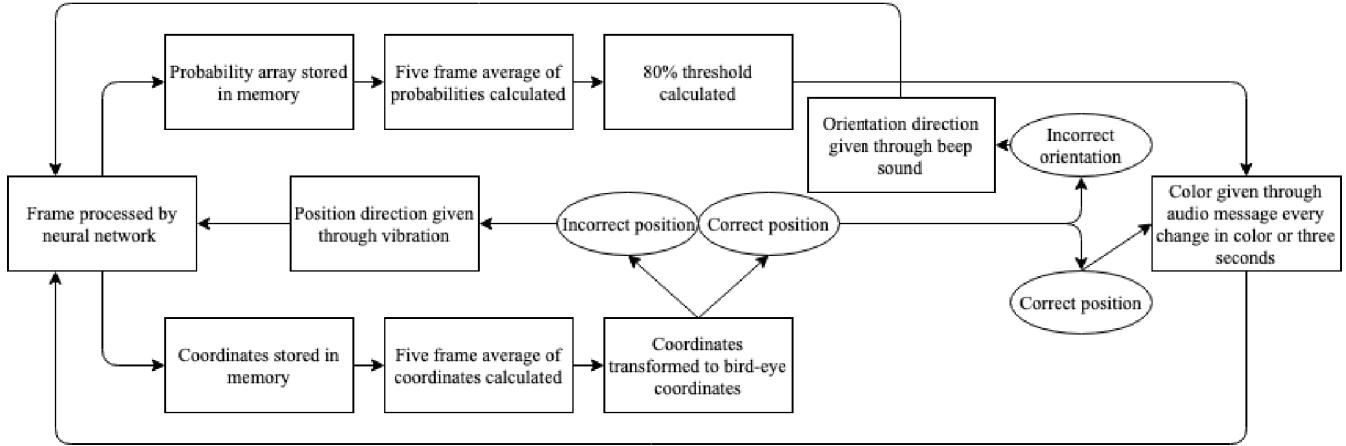 Probability array stored
in memory
Five frame average of
probabilities calculated
80% threshold
calculated
Orientation direction
given through beep
sound
Incorrect
orientation
Frame processed by
neural network
Position direction given
through vibration
Incorrect position
Correct position
Color given through
audio message every
change in color or three
seconds
Correct position
Coordinates stored in
memory
Five frame average of
coordinates calculated
Coordinates
transformed to bird-eye
coordinates